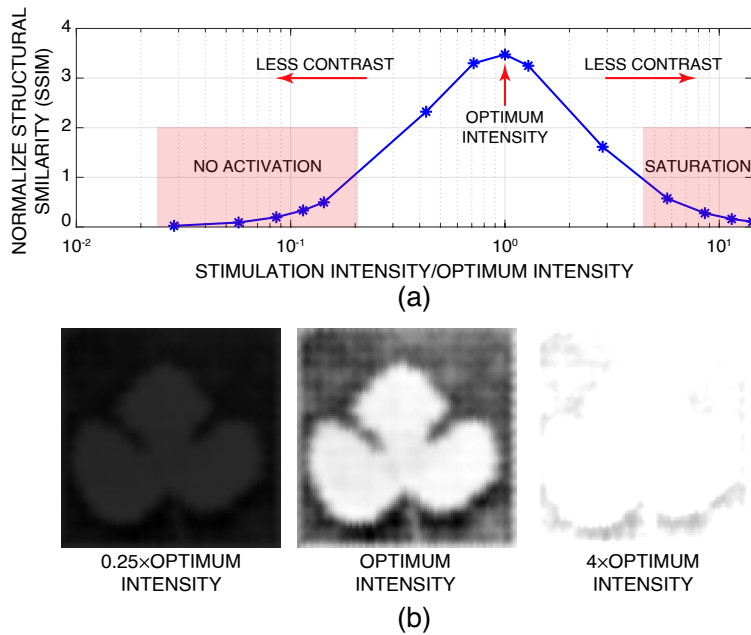 NORMALIZE STRUCTURAL
SMILARITY (SSIM)
4
3
2
1
0
LESS CONTRAST
LESS CONTRAST
OPTIMUM
INTENSITY
NO ACTIVATION
SATURATION
10-2
10-1
100
101
STIMULATION INTENSITY/OPTIMUM INTENSITY
(a)
0.25×OPTIMUM
INTENSITY
OPTIMUM
INTENSITY
4×OPTIMUM
INTENSITY
(b)